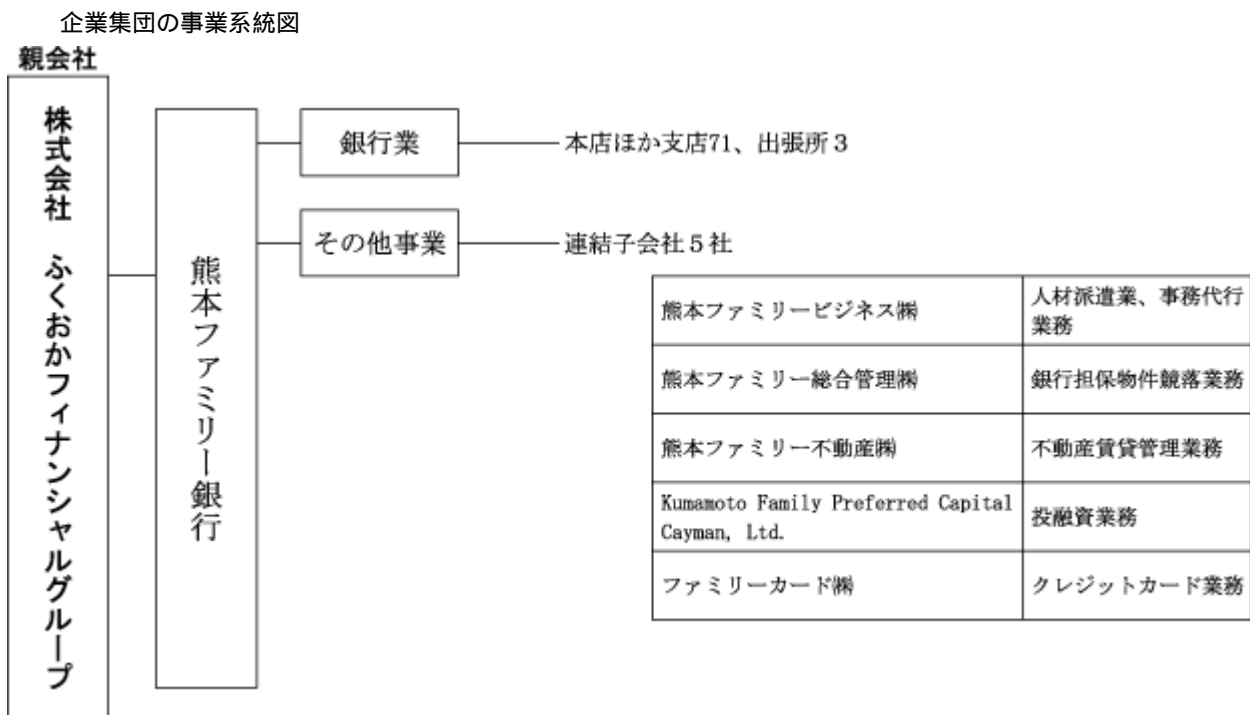 企業集団の事業系統図
親会社
株式会社 ふくおかフィナンシャルグループ
熊本ファミリー銀行
銀行業
本店ほか支店71、出張所3
その他事業
連結子会社5社
熊本ファミリービジネス㈱
人材派遣業、事務代行
業務
熊本ファミリー総合管理㈱
銀行担保物件競落業務
熊本ファミリー不動産㈱
不動産賃貸管理業務
Kumamoto Family Preferred Capital
Cayman, Ltd.
投融資業務
ファミリーカード㈱
クレジットカード業務